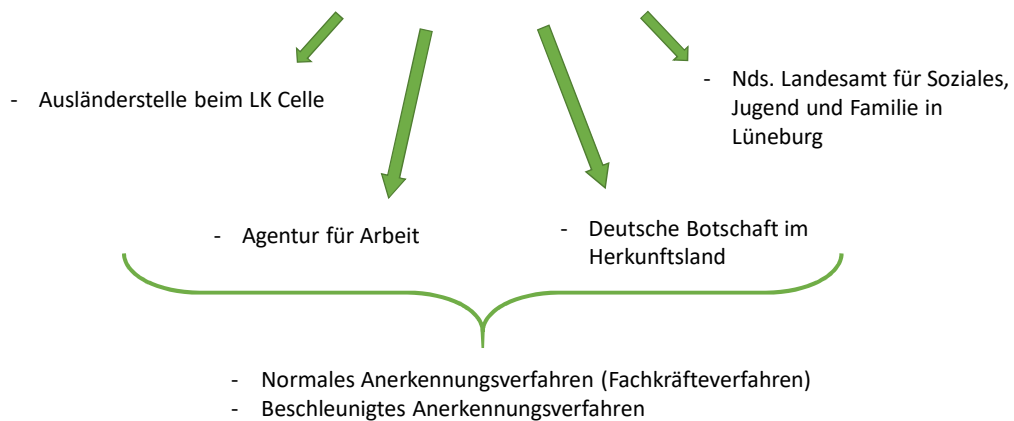 - Ausländerstelle beim LK Celle
- Nds. Landesamt für Soziales,
Jugend und Familie in
Lüneburg
- Agentur für Arbeit
- Deutsche Botschaft im
Herkunftsland
- Normales Anerkennungsverfahren (Fachkräfteverfahren)
- Beschleunigtes Anerkennungsverfahren